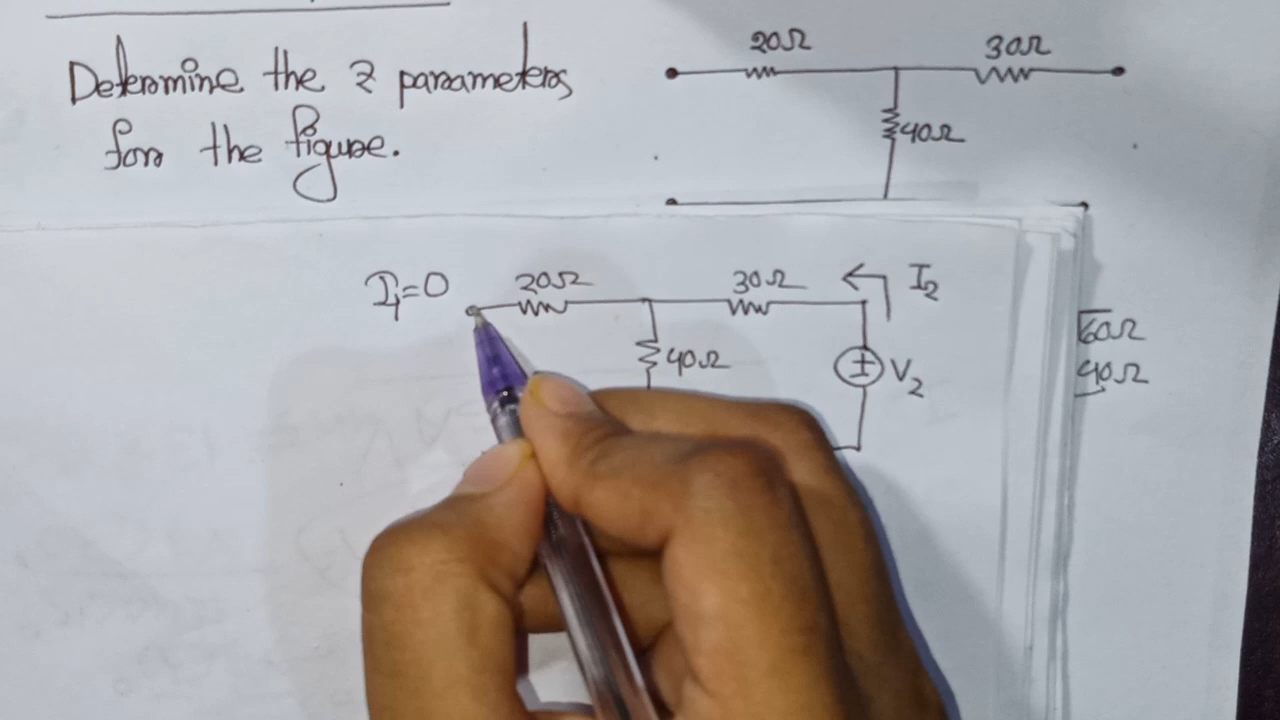 Determine the z parameters
for the figure.
20Ω
30Ω
40Ω
I₁=0
20Ω
30Ω
I₂
40Ω
V₂
60Ω
40Ω